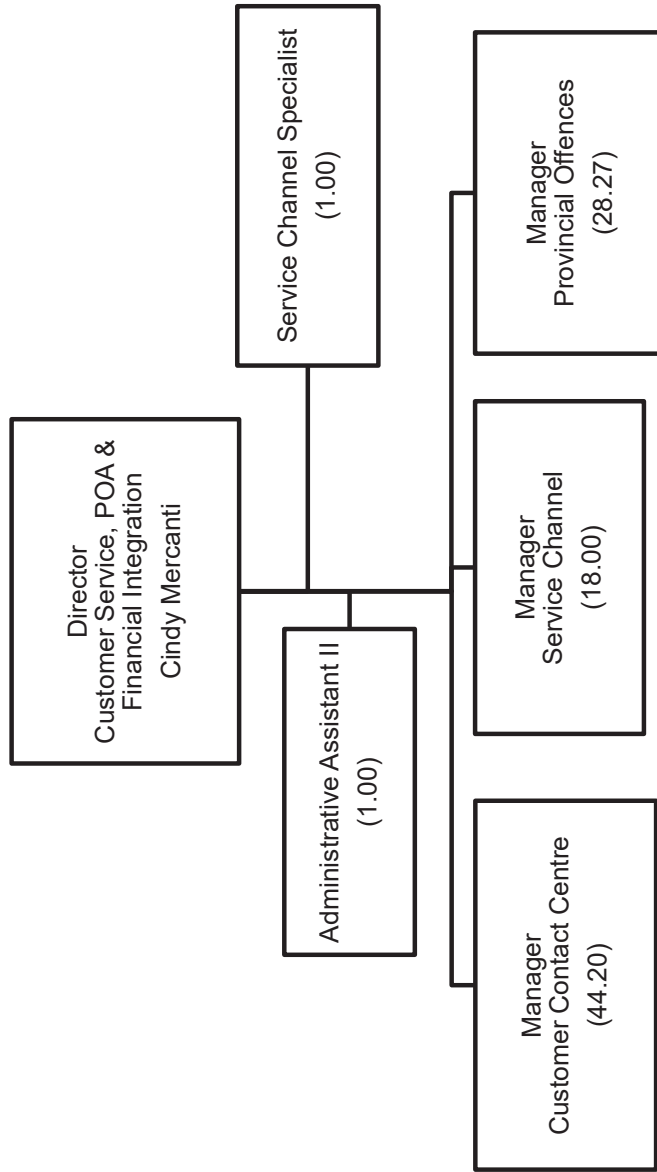 Director
Customer Service, POA &
Financial Integration
Cindy Mercanti
Service Channel Specialist
(1.00)
Administrative Assistant II
(1.00)
Manager
Customer Contact Centre
(44.20)
Manager
Service Channel
(18.00)
Manager
Provincial Offences
(28.27)